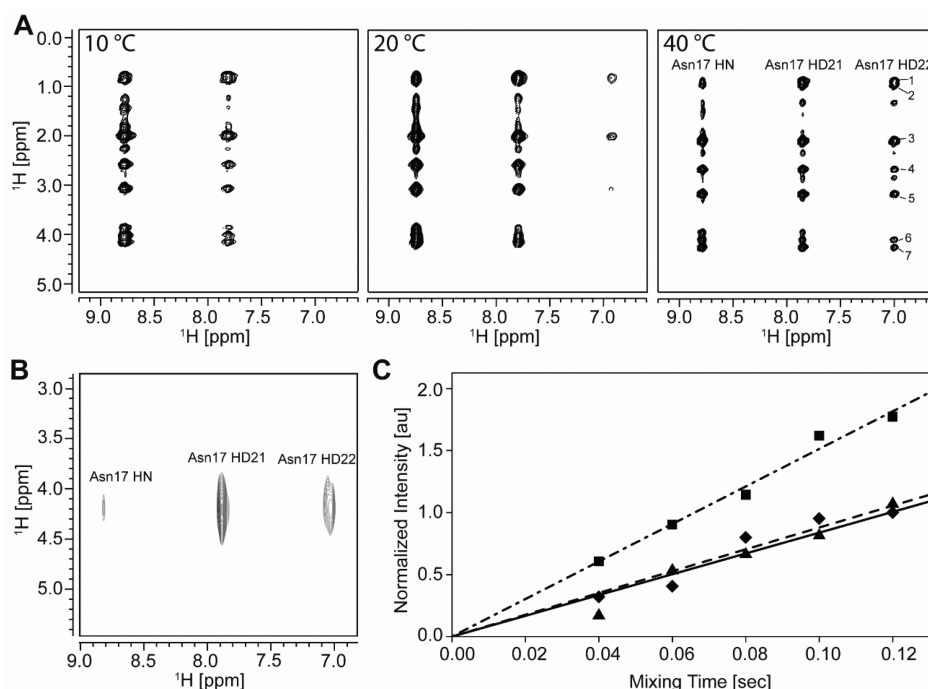 A
10 °C
20 °C
40 °C
Asn17 HN Asn17 HD21 Asn17 HD22
0.0
1.0
2.0
3.0
4.0
5.0
¹H [ppm]
1
2
3
4
5
6
7
9.0 8.5 8.0 7.5 7.0
9.0 8.5 8.0 7.5 7.0
9.0 8.5 8.0 7.5 7.0
¹H [ppm]
¹H [ppm]
¹H [ppm]
B
3.0
3.5
4.0
4.5
5.0
¹H [ppm]
Asn17 HN
Asn17 HD21
Asn17 HD22
9.0 8.5 8.0 7.5 7.0
¹H [ppm]
C
2.0
1.5
1.0
0.5
0.0
Normalized Intensity [au]
0.00 0.02 0.04 0.06 0.08 0.10 0.12
Mixing Time [sec]